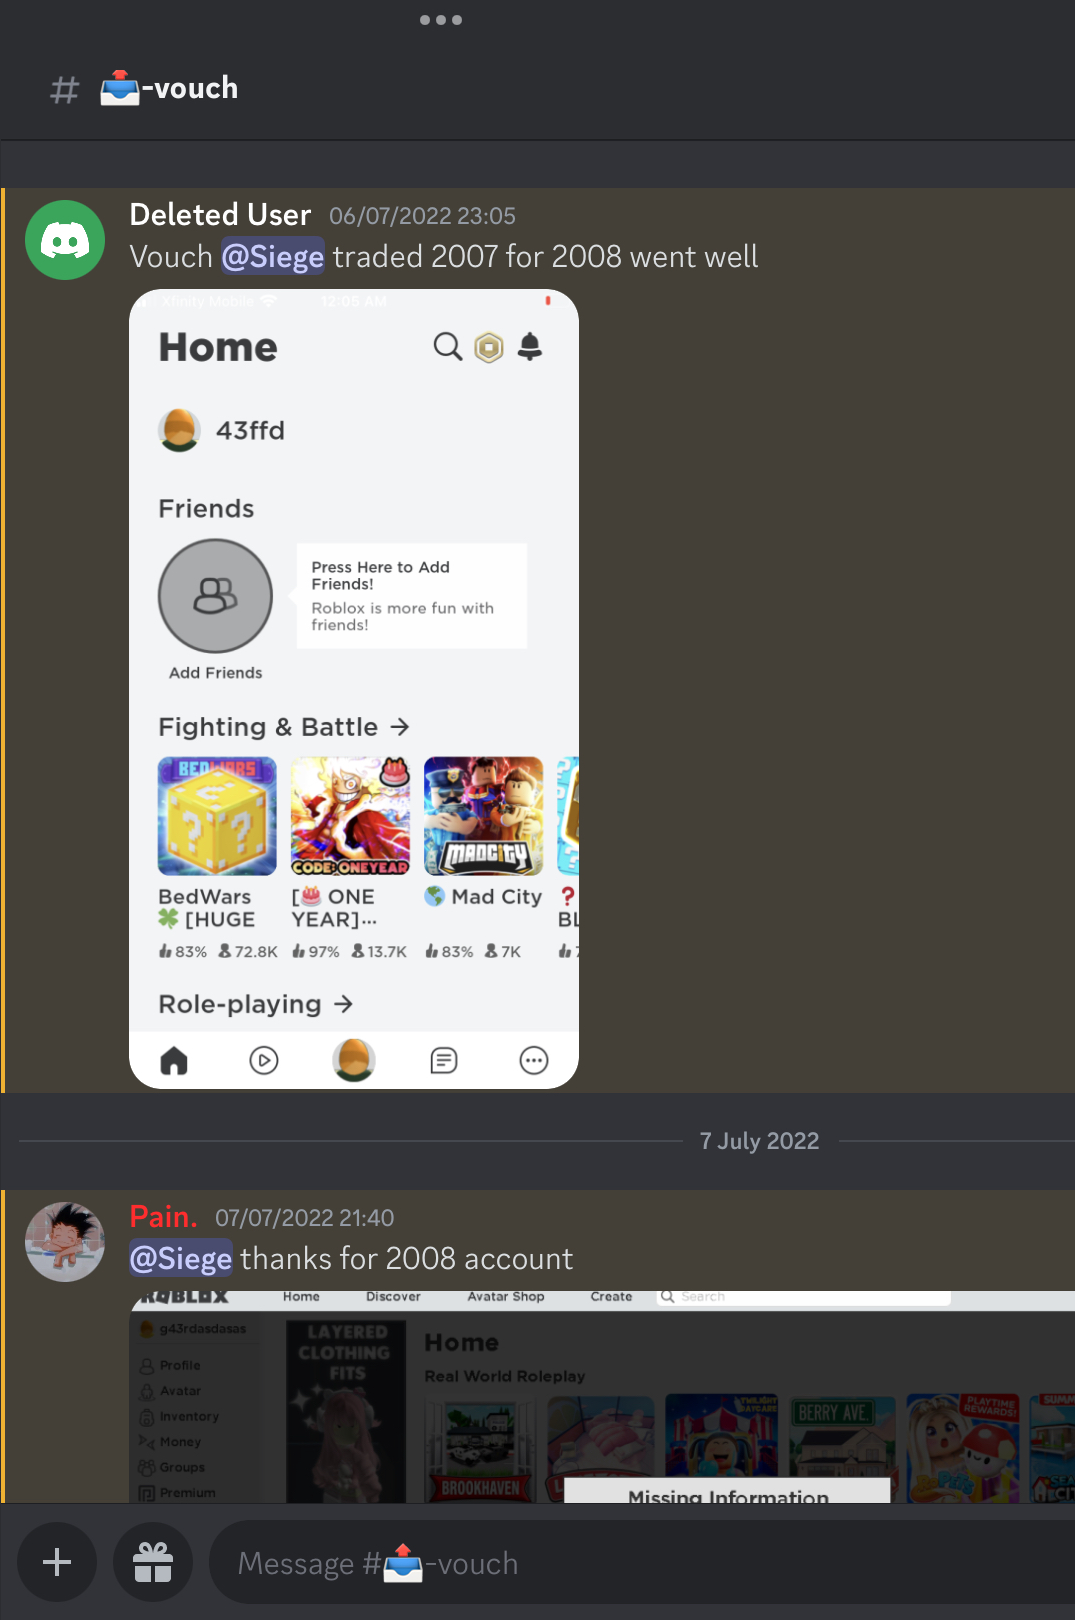 # 📤-vouch
Deleted User 06/07/2022 23:05
Vouch @Siege traded 2007 for 2008 went well
Xfinity Mobile 12:05 AM
Home
43ffd
Friends
Press Here to Add
Friends!
Roblox is more fun with
friends!
Add Friends
Fighting & Battle →
BEDWARS
CODE: ONEYEAR
MADCITY
BedWars
🍀 [HUGE
[🎂 ONE
YEAR]...
🌎 Mad City
❓
BL
83% 72.8K 97% 13.7K 83% 7K 7
Role-playing →
7 July 2022
Pain. 07/07/2022 21:40
@Siege thanks for 2008 account
ROBLOX Home Discover Avatar Shop Create Search
g43rdasdasas
Profile
Avatar
Inventory
Money
Groups
Premium
LAYERED
CLOTHING
FITS
Home
Real World Roleplay
BROOKHAVEN
TWILIGHT
DAYCARE
BERRY AVE.
PLAYTIME
REWARDS!
SUMM
Missing Information
Message #📤-vouch